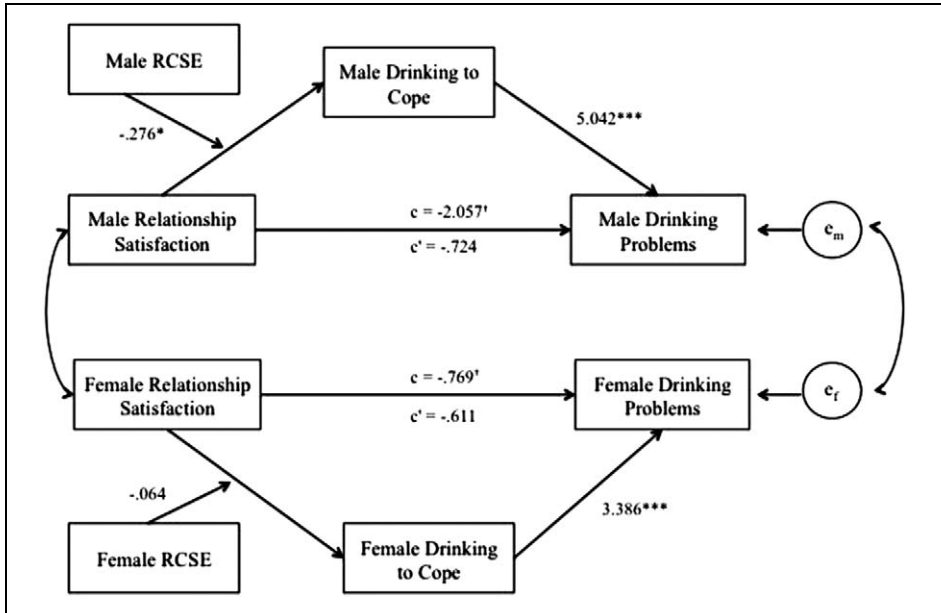 Male RCSE
Male Drinking to
Cope
-.276*
5.042***
Male Relationship
Satisfaction
c = -2.057†
c' = -.724
Male Drinking
Problems
em
Female Relationship
Satisfaction
c = -.769†
c' = -.611
Female Drinking
Problems
ef
-.064
3.386***
Female RCSE
Female Drinking
to Cope